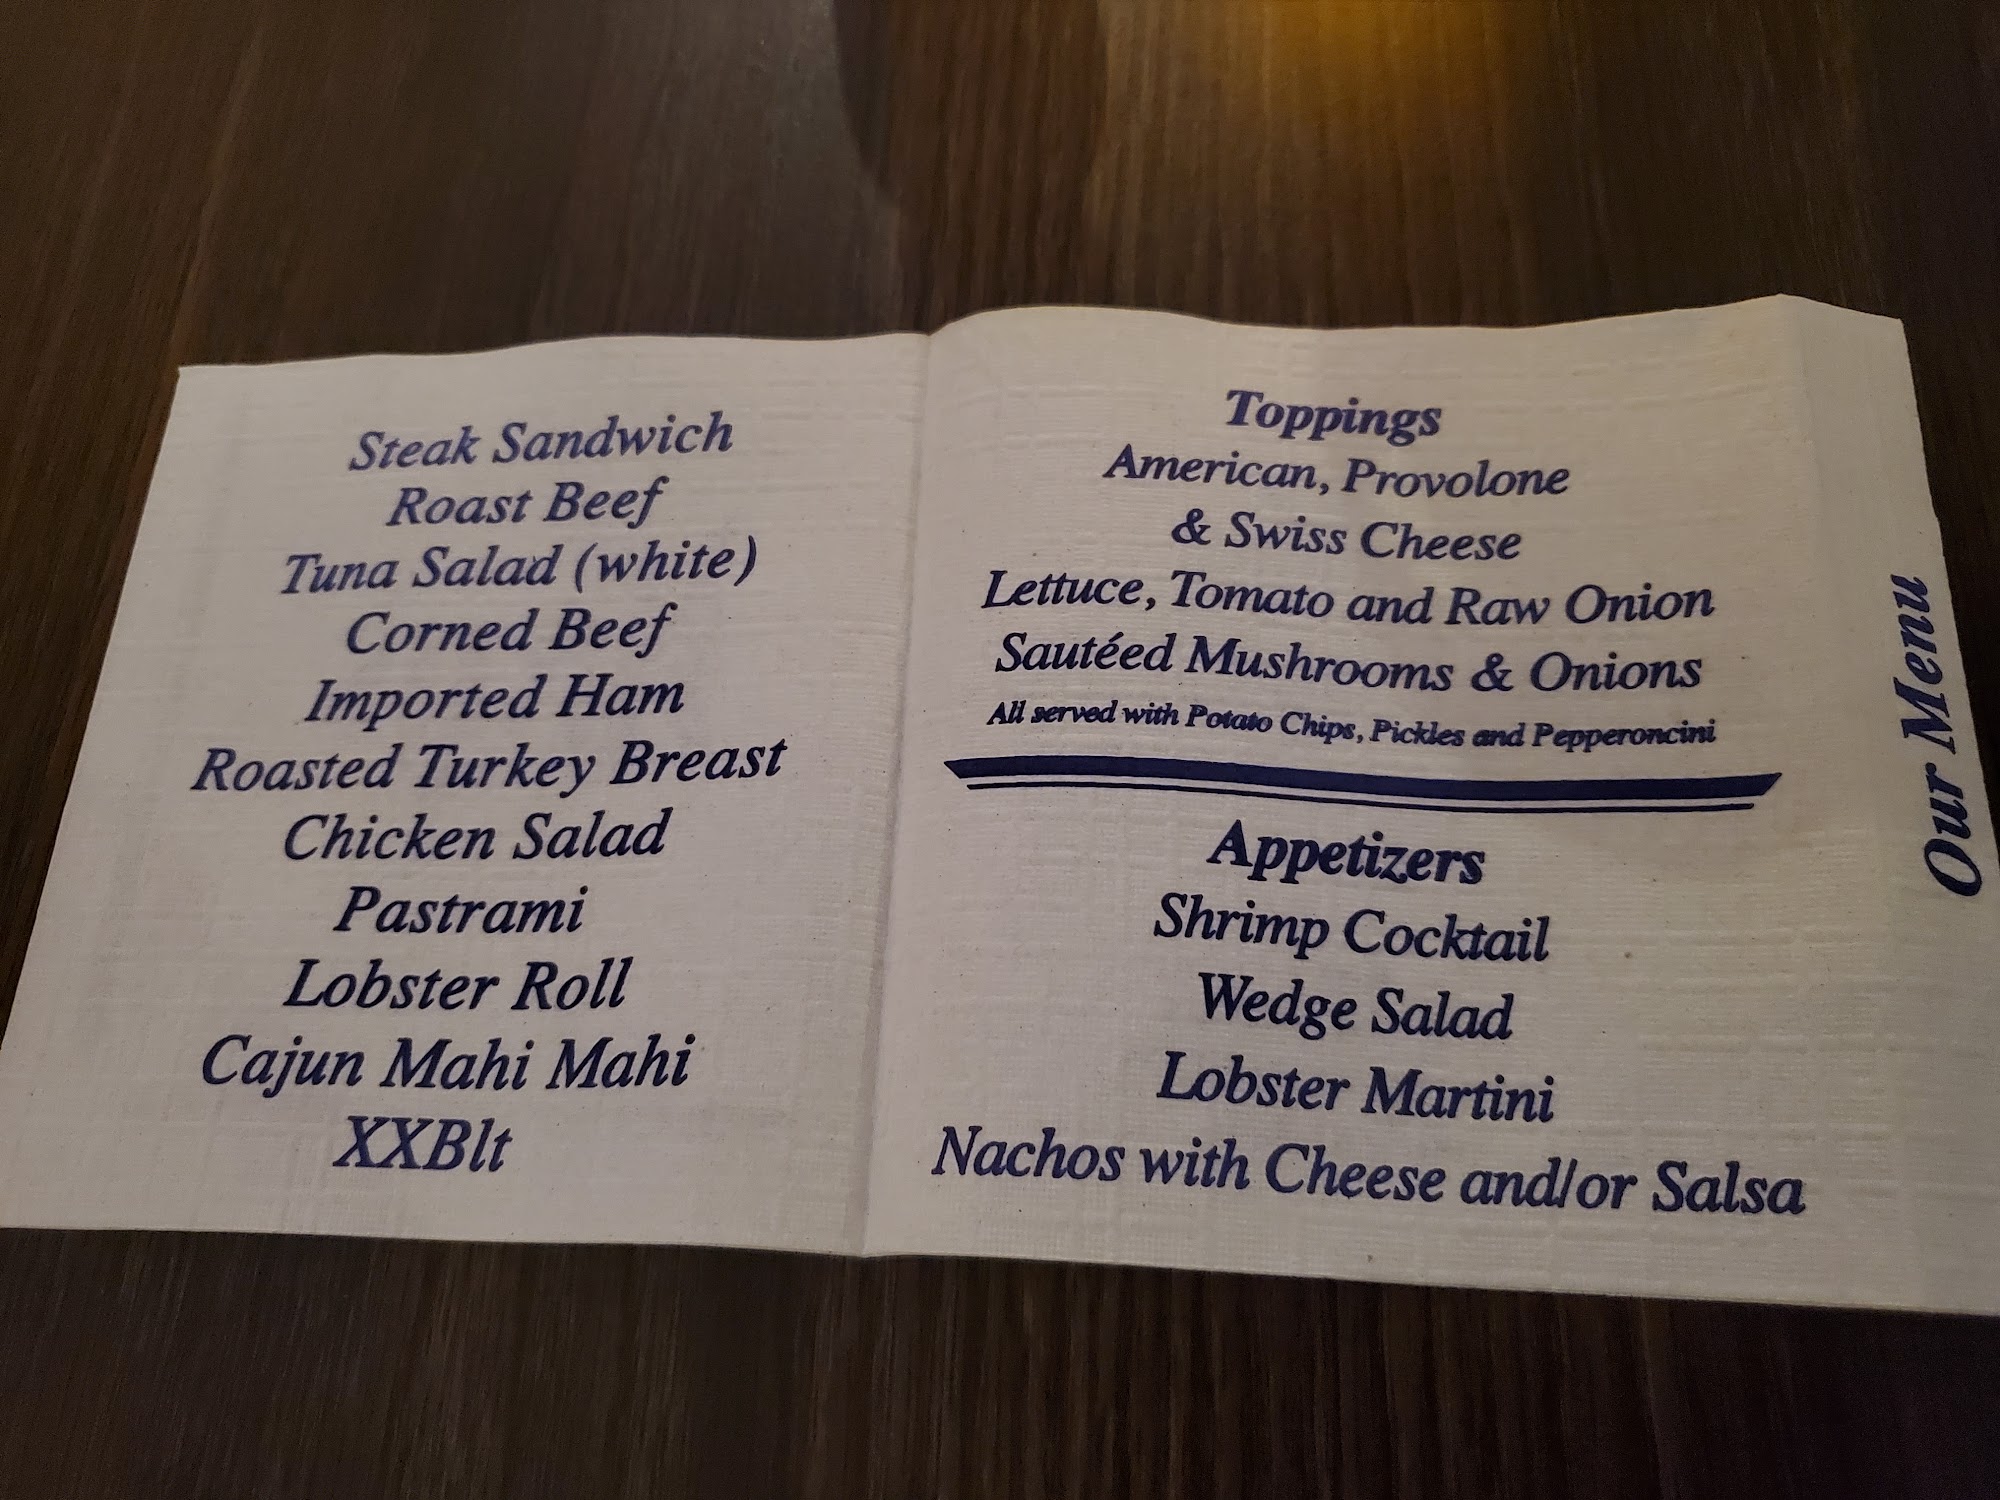 Steak Sandwich
Roast Beef
Tuna Salad (white)
Corned Beef
Imported Ham
Roasted Turkey Breast
Chicken Salad
Pastrami
Lobster Roll
Cajun Mahi Mahi
XXBlt
Toppings
American, Provolone
& Swiss Cheese
Lettuce, Tomato and Raw Onion
Sautéed Mushrooms & Onions
All served with Potato Chips, Pickles and Pepperoncini
Appetizers
Shrimp Cocktail
Wedge Salad
Lobster Martini
Nachos with Cheese and/or Salsa
Our Menu